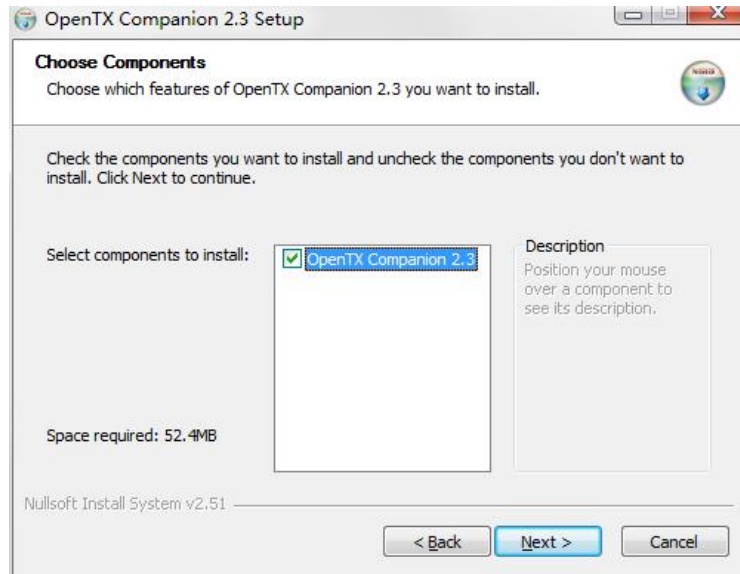 OpenTX Companion 2.3 Setup
Choose Components
Choose which features of OpenTX Companion 2.3 you want to install.
Check the components you want to install and uncheck the components you don't want to
install. Click Next to continue.
Select components to install:
OpenTX Companion 2.3
Description
Position your mouse
over a component to
see its description.
Space required: 52.4MB
Nullsoft Install System v2.51
< Back
Next >
Cancel